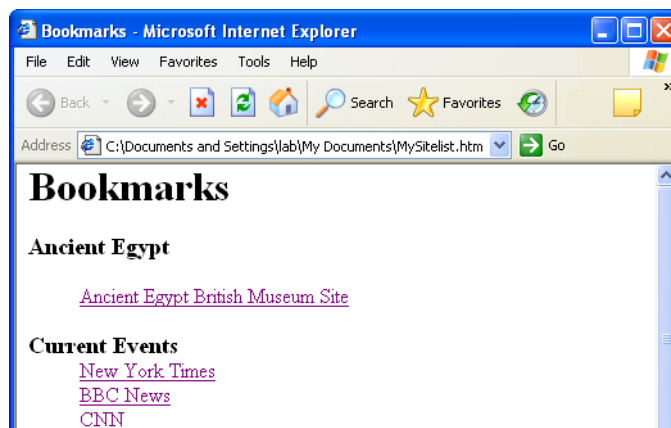 Bookmarks - Microsoft Internet Explorer
File Edit View Favorites Tools Help
Back Search Favorites »
Address C:\Documents and Settings\lab\My Documents\MySitelist.htm Go
Bookmarks
Ancient Egypt
Ancient Egypt British Museum Site
Current Events
New York Times
BBC News
CNN